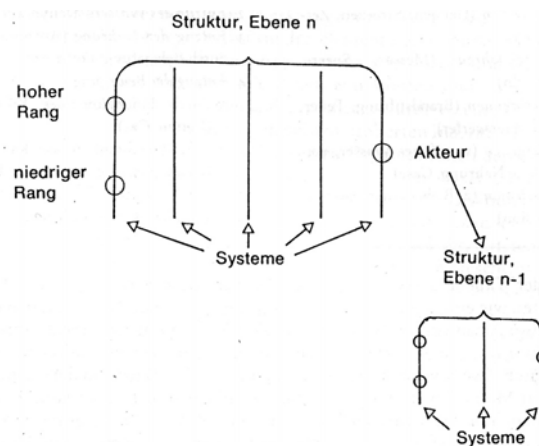 Struktur, Ebene n
hoher
Rang
niedriger
Rang
Akteur
Systeme
Struktur,
Ebene n-1
Systeme